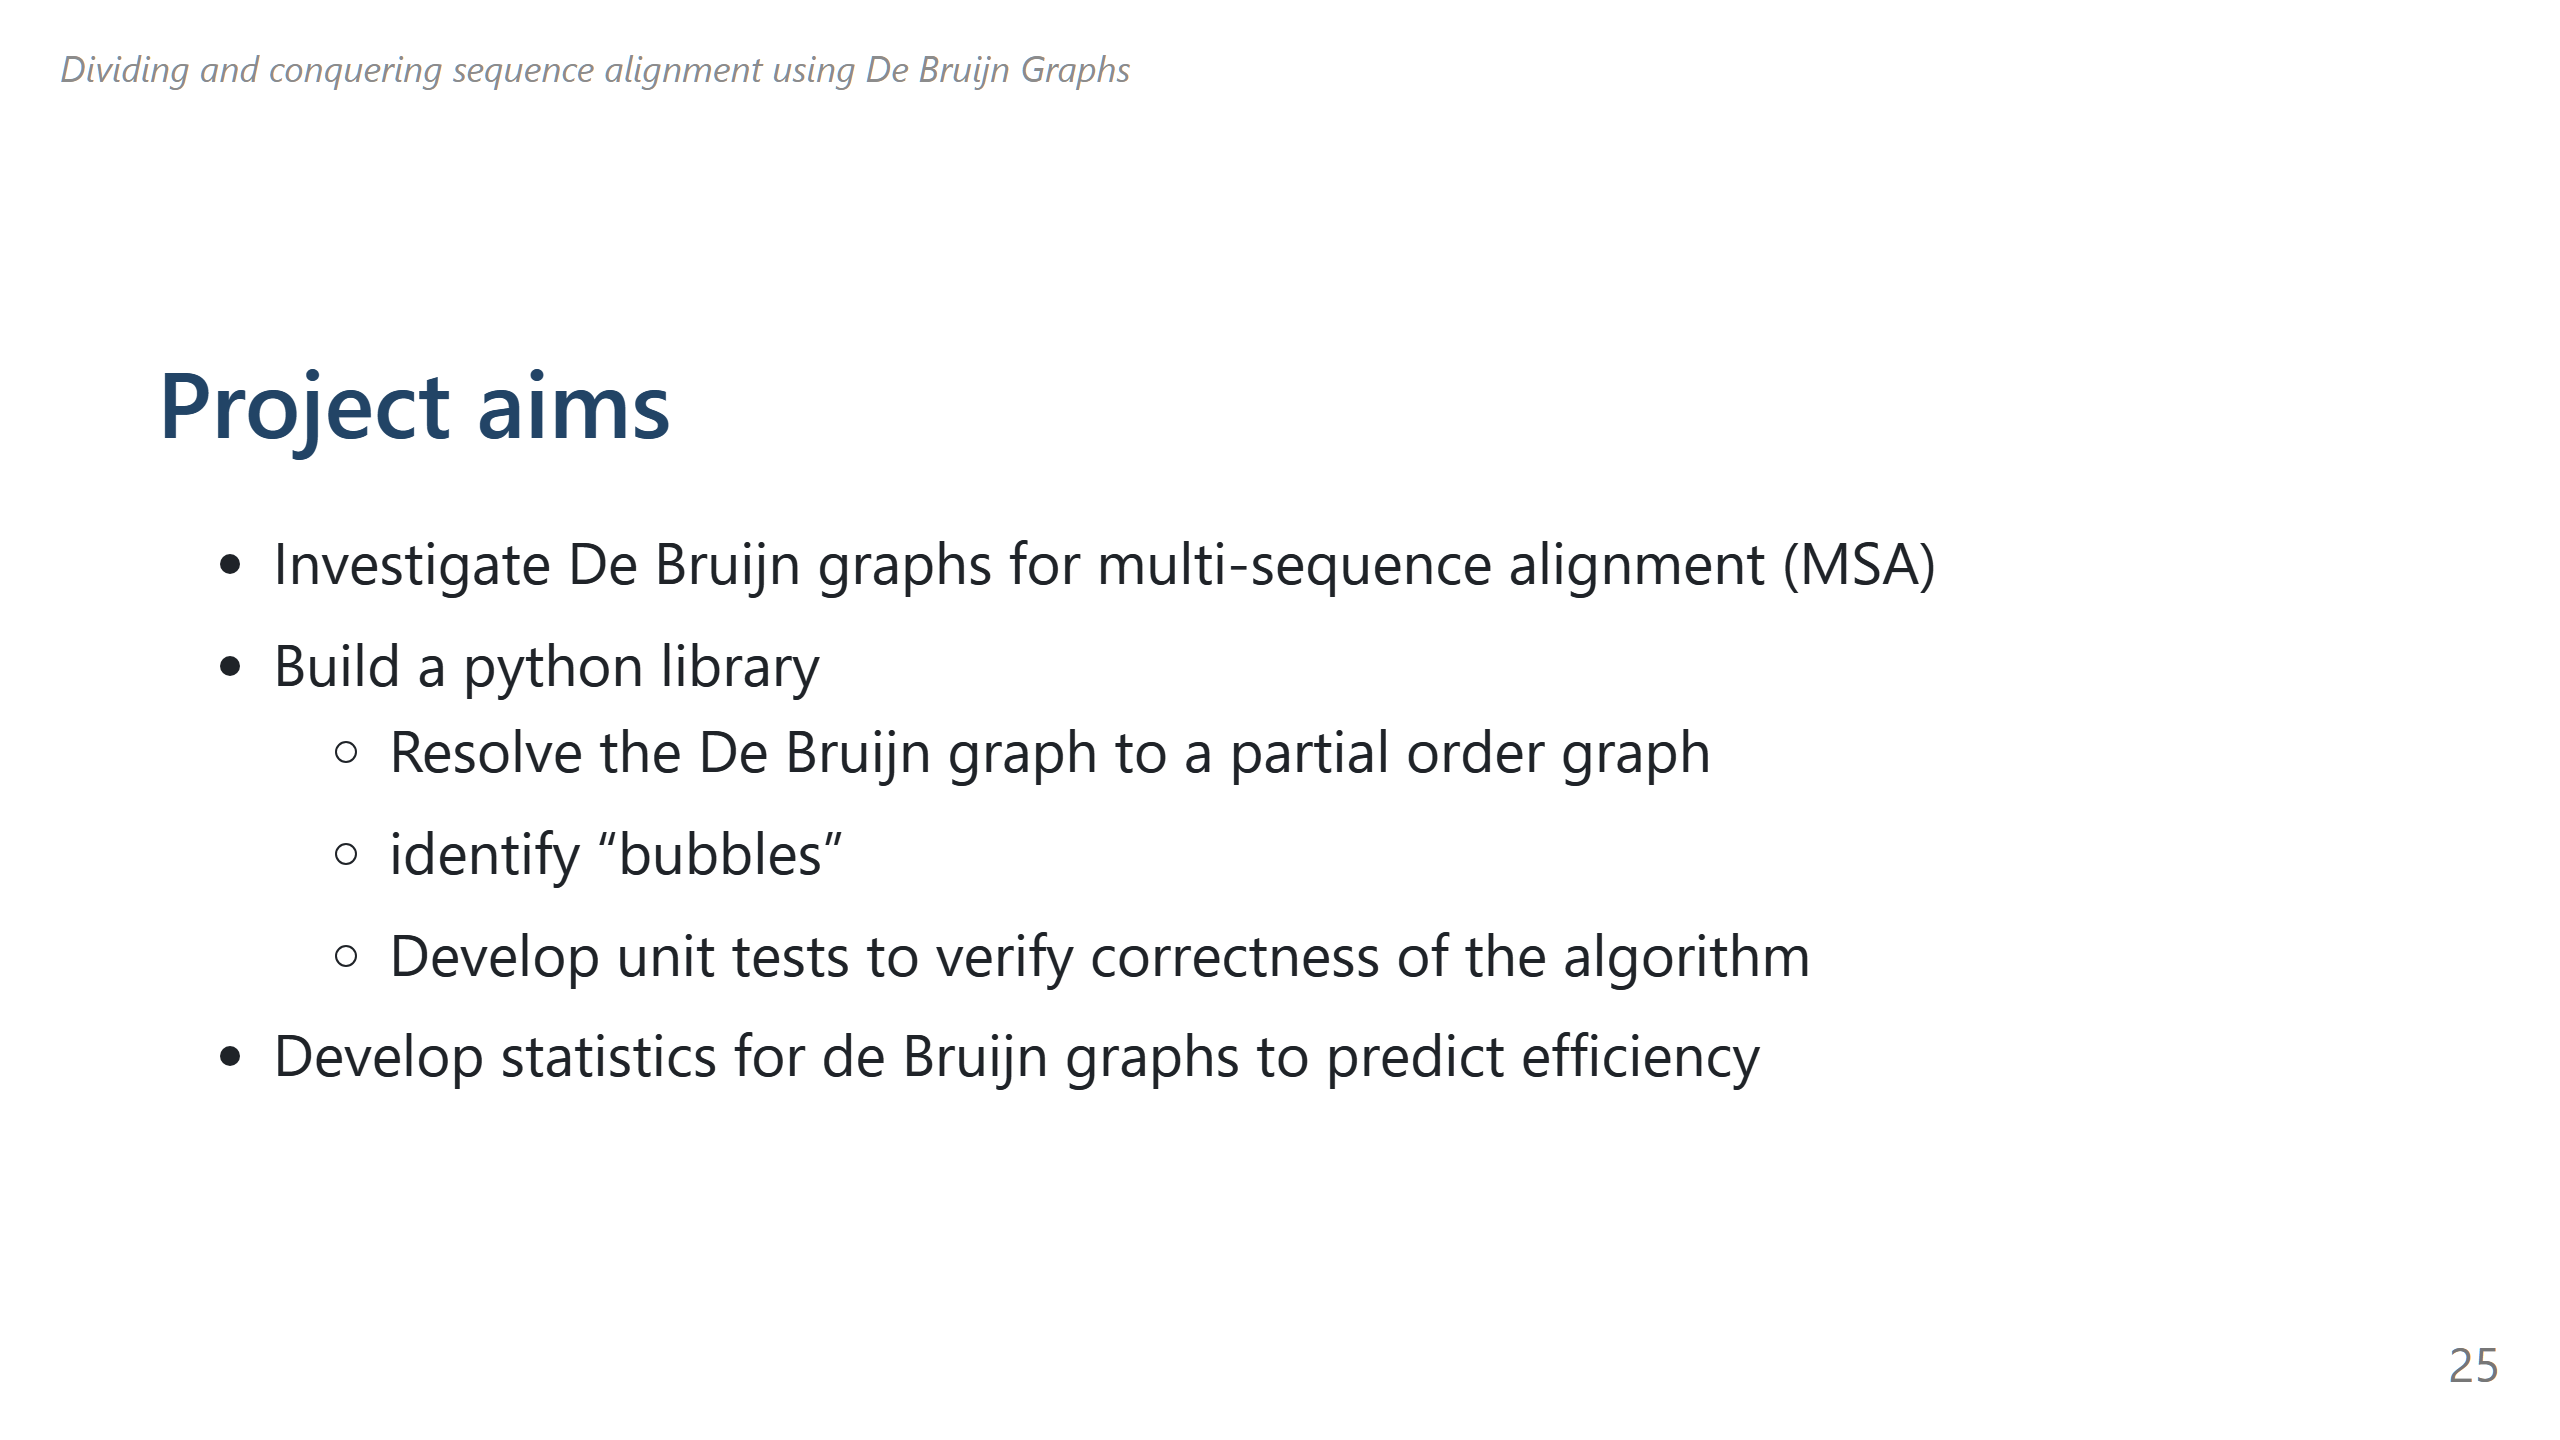 Dividing and conquering sequence alignment using De Bruijn Graphs
Project aims
• Investigate De Bruijn graphs for multi-sequence alignment (MSA)
• Build a python library
○ Resolve the De Bruijn graph to a partial order graph
○ identify “bubbles”
○ Develop unit tests to verify correctness of the algorithm
• Develop statistics for de Bruijn graphs to predict efficiency
25